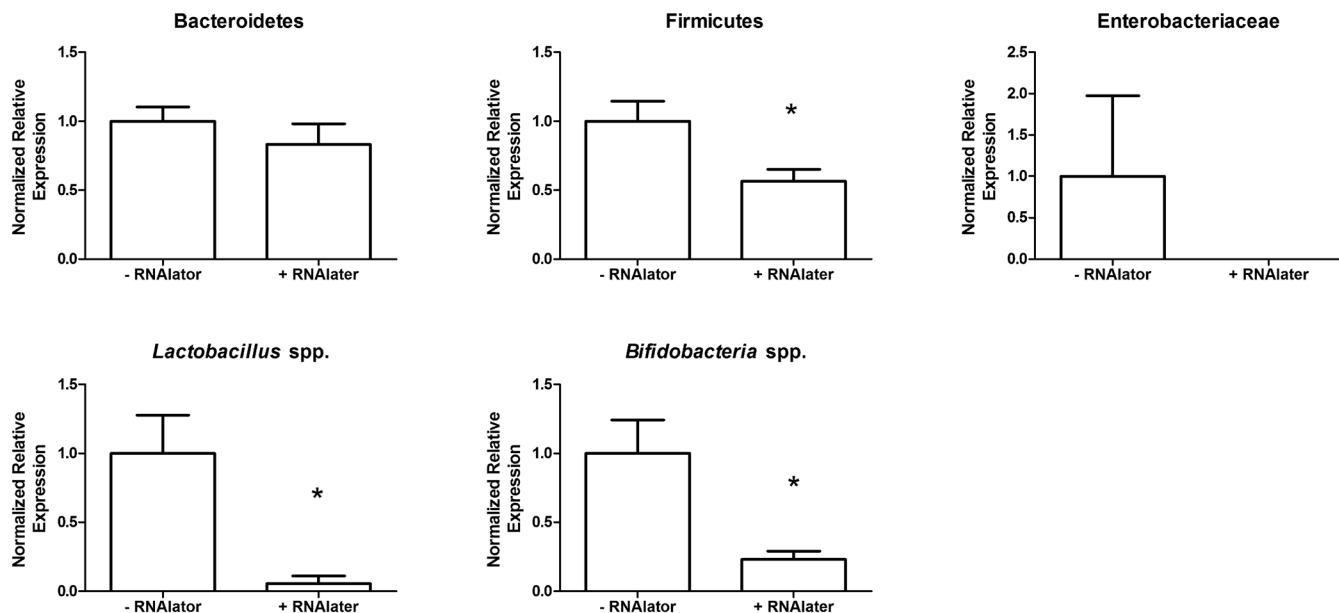 Bacteroidetes
Normalized Relative
Expression
1.5
1.0
0.5
0.0
- RNAlator
+ RNAlater
Firmicutes
Normalized Relative
Expression
1.5
1.0
0.5
0.0
*
- RNAlator
+ RNAlater
Enterobacteriaceae
Normalized Relative
Expression
2.5
2.0
1.5
1.0
0.5
0.0
- RNAlator
+ RNAlater
Lactobacillus spp.
Normalized Relative
Expression
1.5
1.0
0.5
0.0
*
- RNAlator
+ RNAlater
Bifidobacteria spp.
Normalized Relative
Expression
1.5
1.0
0.5
0.0
*
- RNAlator
+ RNAlater